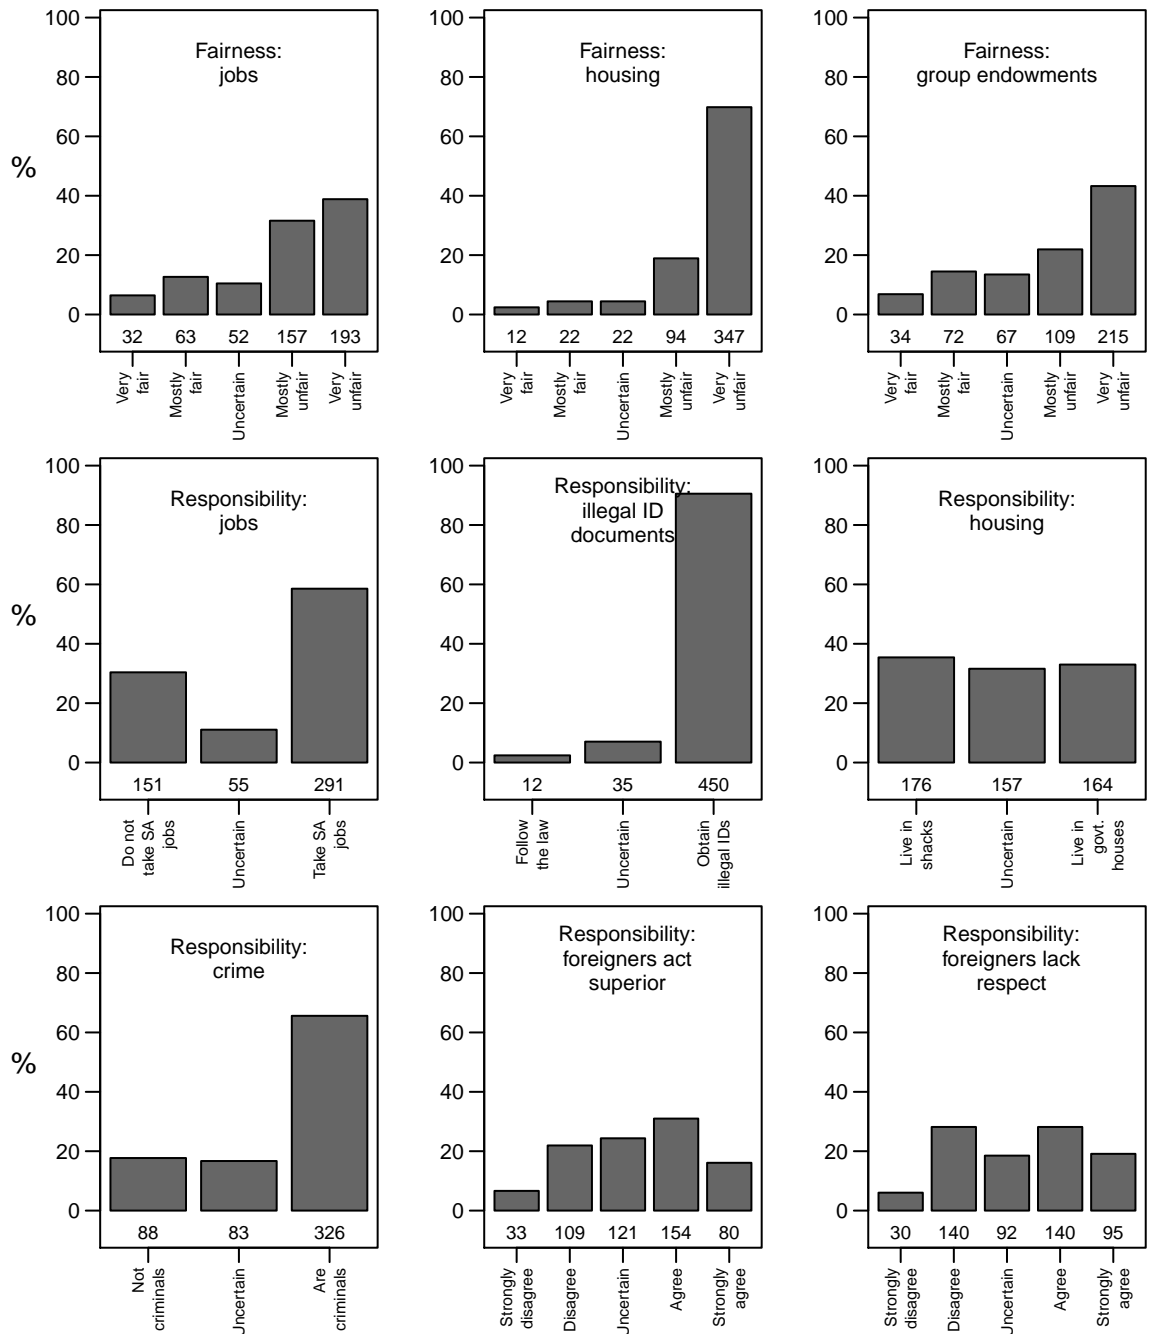 Fairness:
jobs
%
100
80
60
40
20
0
32 63 52 157 193
Very
fair
Mostly
fair
Uncertain
Mostly
unfair
Very
unfair
Fairness:
housing
100
80
60
40
20
0
12 22 22 94 347
Very
fair
Mostly
fair
Uncertain
Mostly
unfair
Very
unfair
Fairness:
group endowments
100
80
60
40
20
0
34 72 67 109 215
Very
fair
Mostly
fair
Uncertain
Mostly
unfair
Very
unfair
Responsibility:
jobs
%
100
80
60
40
20
0
151 55 291
Do not
take SA
jobs
Uncertain
Take SA
jobs
Responsibility:
illegal ID
documents
100
80
60
40
20
0
12 35 450
Follow
the law
Uncertain
Obtain
illegal IDs
Responsibility:
housing
100
80
60
40
20
0
176 157 164
Live in
shacks
Uncertain
Live in
govt.
houses
Responsibility:
crime
%
100
80
60
40
20
0
88 83 326
Not
criminals
Uncertain
Are
criminals
Responsibility:
foreigners act
superior
100
80
60
40
20
0
33 109 121 154 80
Strongly
disagree
Disagree
Uncertain
Agree
Strongly
agree
Responsibility:
foreigners lack
respect
100
80
60
40
20
0
30 140 92 140 95
Strongly
disagree
Disagree
Uncertain
Agree
Strongly
agree